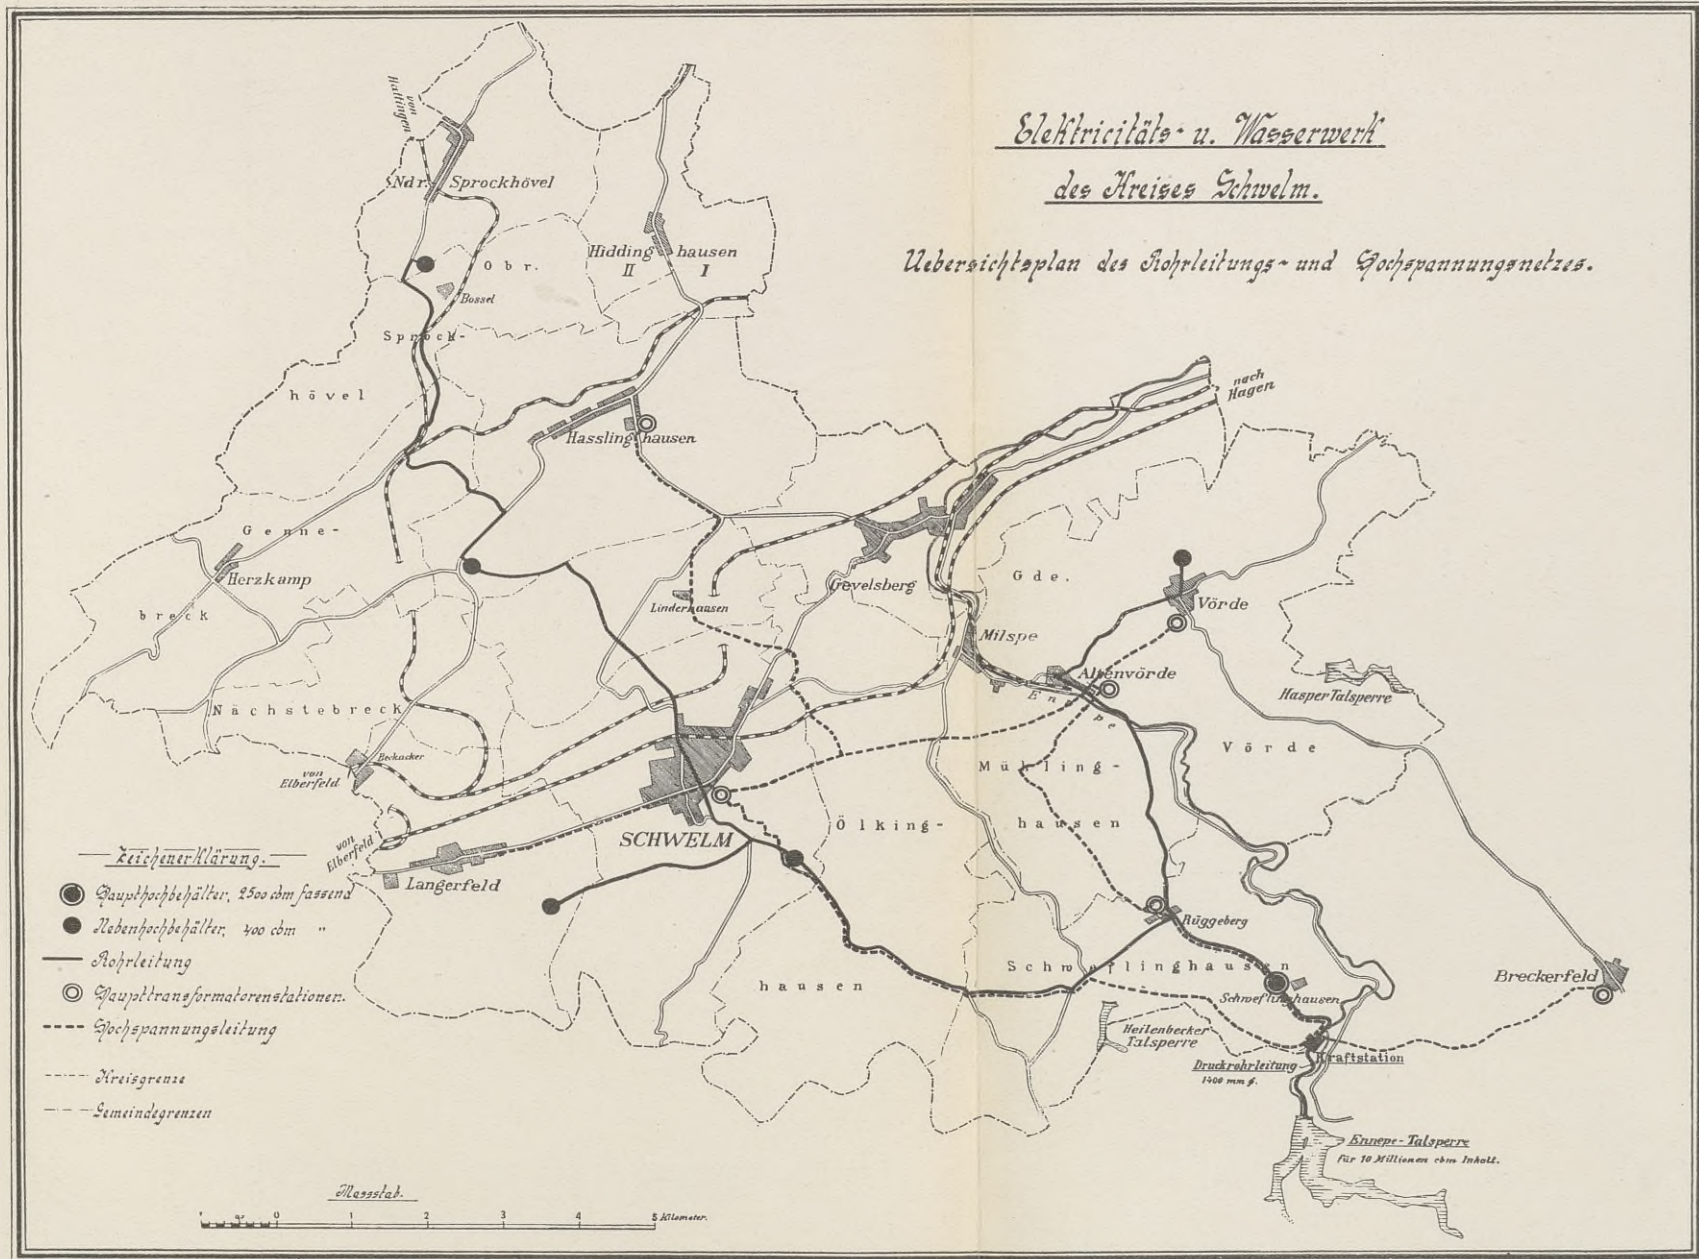 Elektricitäts- u. Wasserwerk
des Kreises Schwelm.
Uebersichtsplan des Rohrleitungs- und Hochspannungsnetzes.
von
Hattingen
Ndr. Sprockhövel
Hidding hausen
II I
Obr.
Bossel
Sprock-
hövel
nach
Hagen
Hassling hausen
Genne-
Herzkamp
breck
Linderhausen
Gevelsberg
Gde.
Vörde
Milspe
Altenvörde
Ennepe
Hasper Talsperre
Nächstebreck
Beckacker
von
Elberfeld
Vörde
Mühling-
hausen
Ölking-
SCHWELM
von
Elberfeld
Langerfeld
Zeichenerklärung.
Haupthochbehälter, 2500 cbm fassend
Nebenhochbehälter, 400 cbm "
Rohrleitung
Haupttransformatorenstationen.
Hochspannungsleitung
Kreisgrenze
Gemeindegrenzen
Rüggeberg
Schweflinghausen
hausen
Schweflinghausen
Breckerfeld
Heilenbecker
Talsperre
Kraftstation
Druckrohrleitung
1400 mm ø.
Ennepe-Talsperre
für 10 Millionen cbm Inhalt.
Massstab.
1 0 1 2 3 4 5 Kilometer.